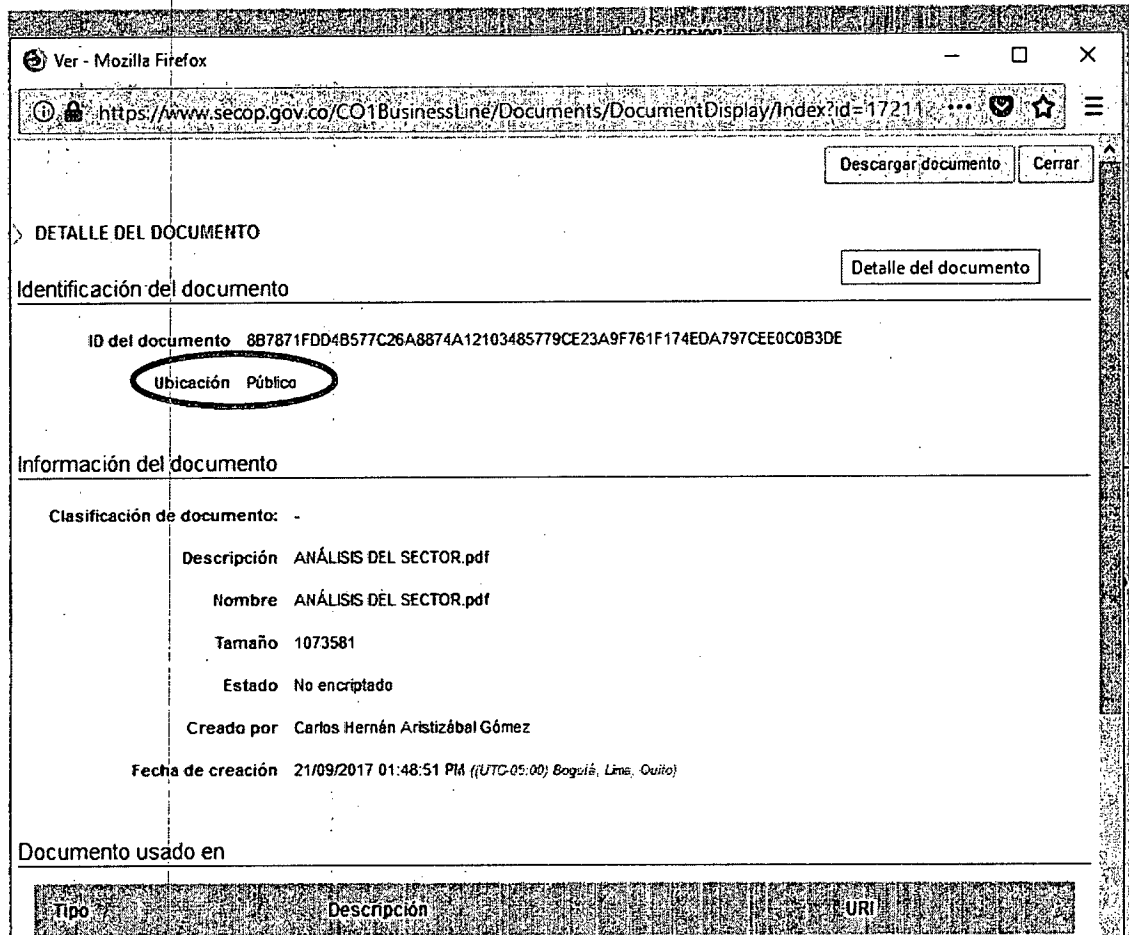 Descripción
Ver - Mozilla Firefox
https://www.secop.gov.co/CO1BusinessLine/Documents/DocumentDisplay/Index?id=17211
Descargar documento Cerrar
DETALLE DEL DOCUMENTO
Detalle del documento
Identificación del documento
ID del documento 8B7871FDD4B577C26A8874A12103485779CE23A9F761F174EDA797CEE0C0B3DE
Ubicación Público
Información del documento
Clasificación de documento: -
Descripción ANÁLISIS DEL SECTOR.pdf
Nombre ANÁLISIS DEL SECTOR.pdf
Tamaño 1073581
Estado No encriptado
Creado por Carlos Hernán Aristizábal Gómez
Fecha de creación 21/09/2017 01:48:51 PM ((UTC-05:00) Bogotá, Lima, Quito)
Documento usado en
Tipo Descripción URI